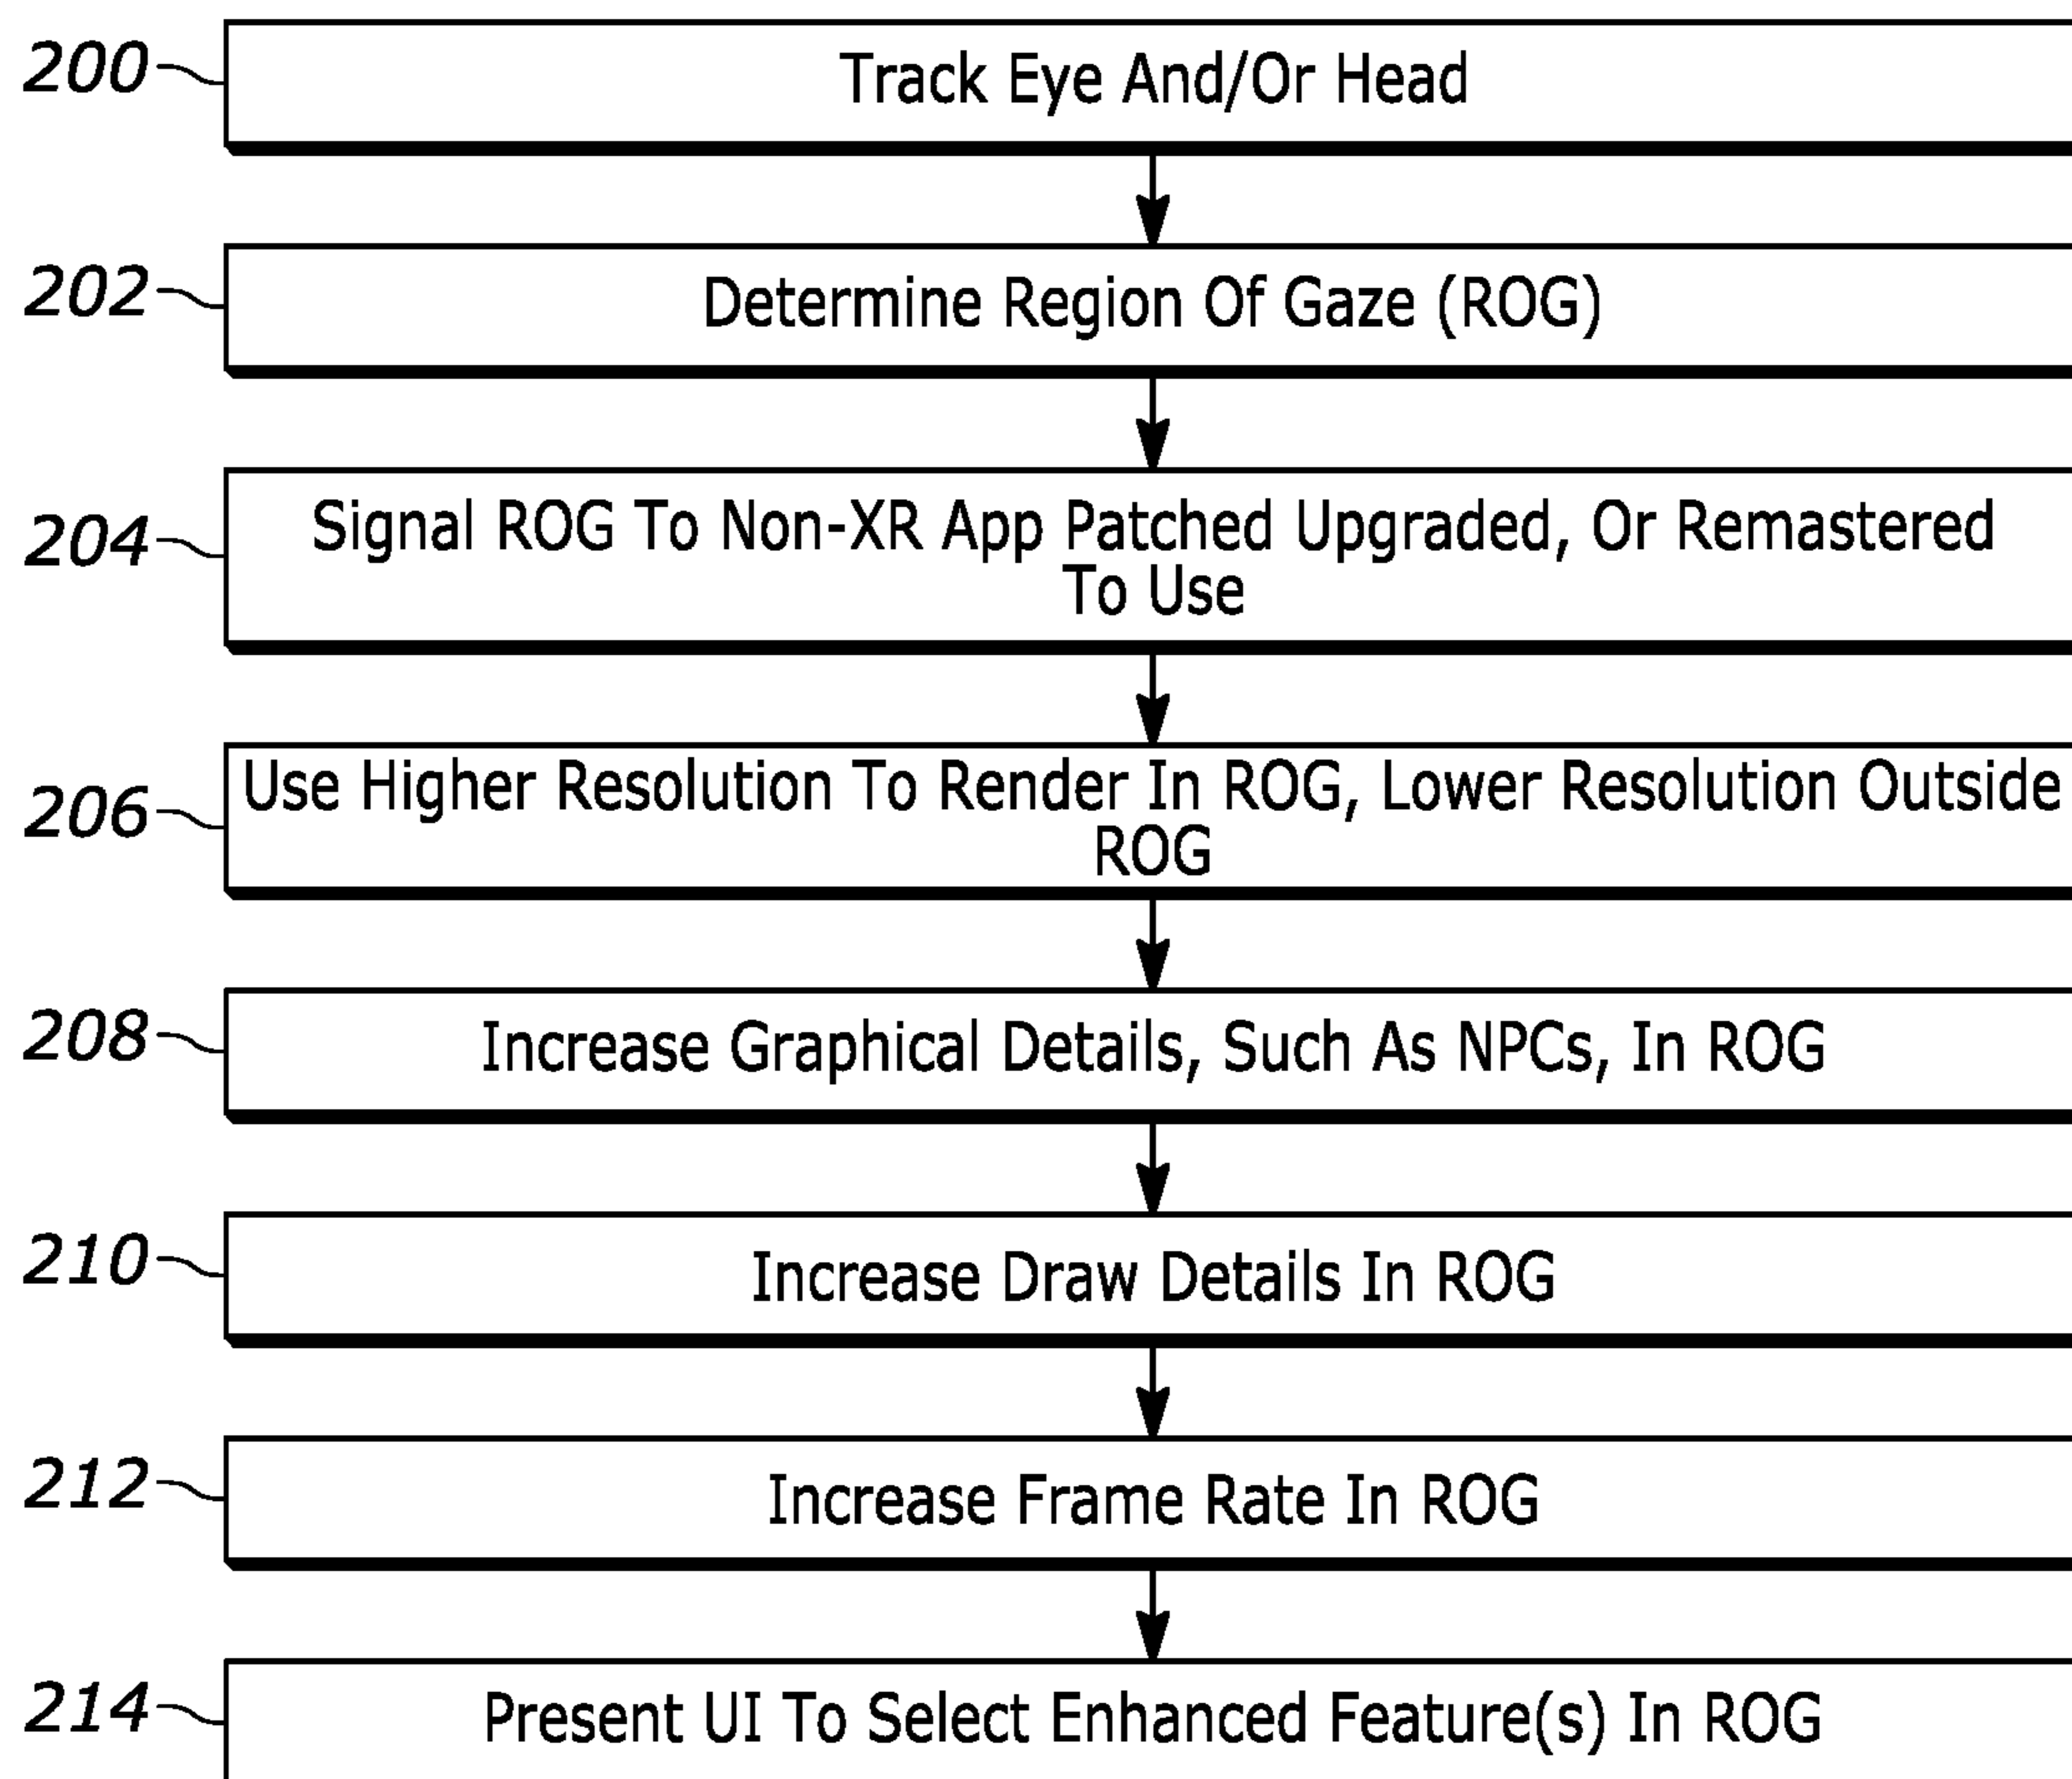 200
Track Eye And/Or Head
202
Determine Region Of Gaze (ROG)
204
Signal ROG To Non-XR App Patched Upgraded, Or Remastered
To Use
206
Use Higher Resolution To Render In ROG, Lower Resolution Outside
ROG
208
Increase Graphical Details, Such As NPCs, In ROG
210
Increase Draw Details In ROG
212
Increase Frame Rate In ROG
214
Present UI To Select Enhanced Feature(s) In ROG